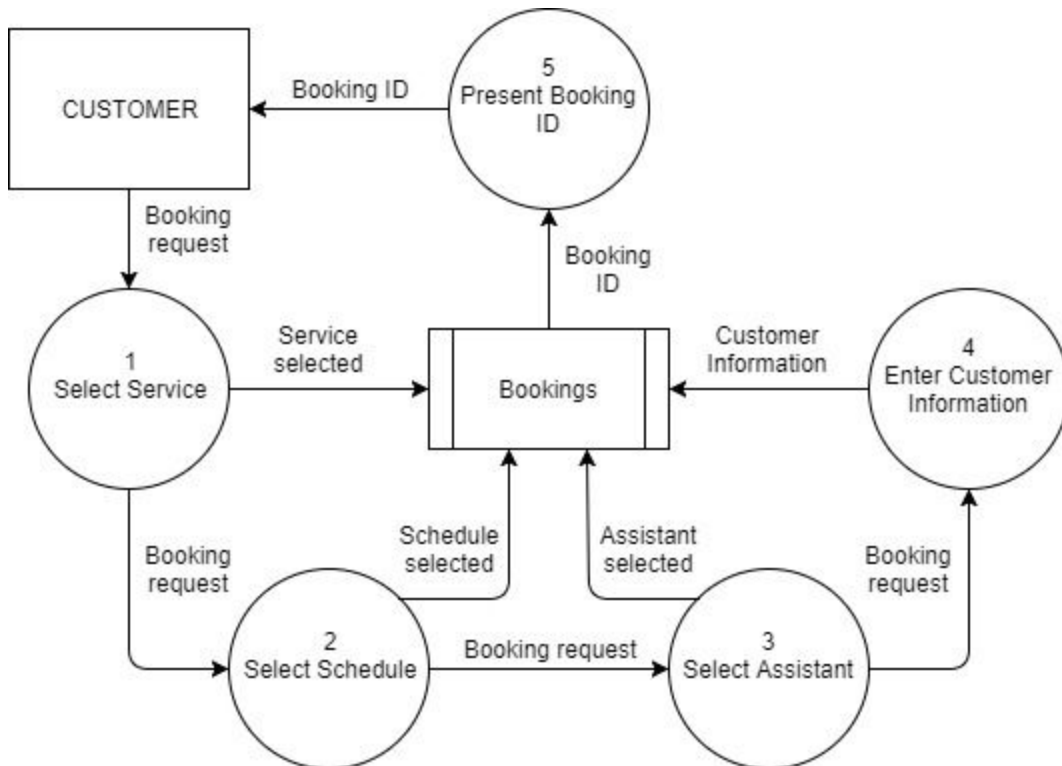 5
Present Booking
ID
Booking ID
CUSTOMER
Booking
request
Booking
ID
1
Select Service
Service
selected
Bookings
Customer
Information
4
Enter Customer
Information
Booking
request
Schedule
selected
Assistant
selected
Booking
request
2
Select Schedule
Booking request
3
Select Assistant